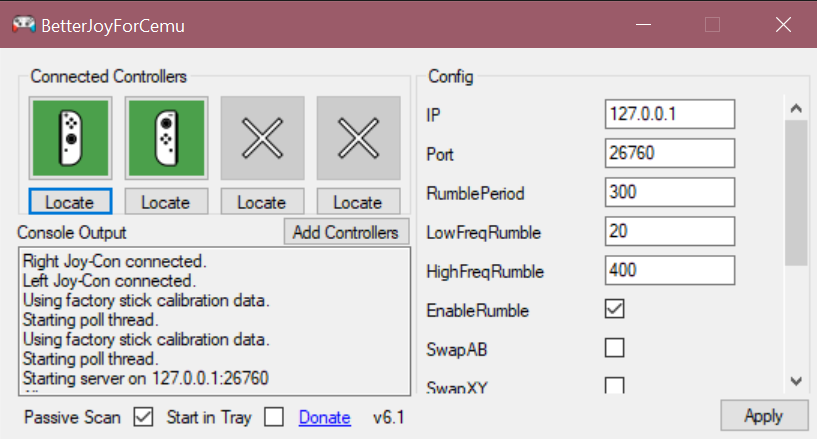 BetterJoyForCemu
Connected Controllers
Locate Locate Locate Locate
Console Output Add Controllers
Right Joy-Con connected.
Left Joy-Con connected.
Using factory stick calibration data.
Starting poll thread.
Using factory stick calibration data.
Starting poll thread.
Starting server on 127.0.0.1:26760
Passive Scan Start in Tray Donate v6.1
Config
IP 127.0.0.1
Port 26760
RumblePeriod 300
LowFreqRumble 20
HighFreqRumble 400
EnableRumble
SwapAB
SwapXY
Apply